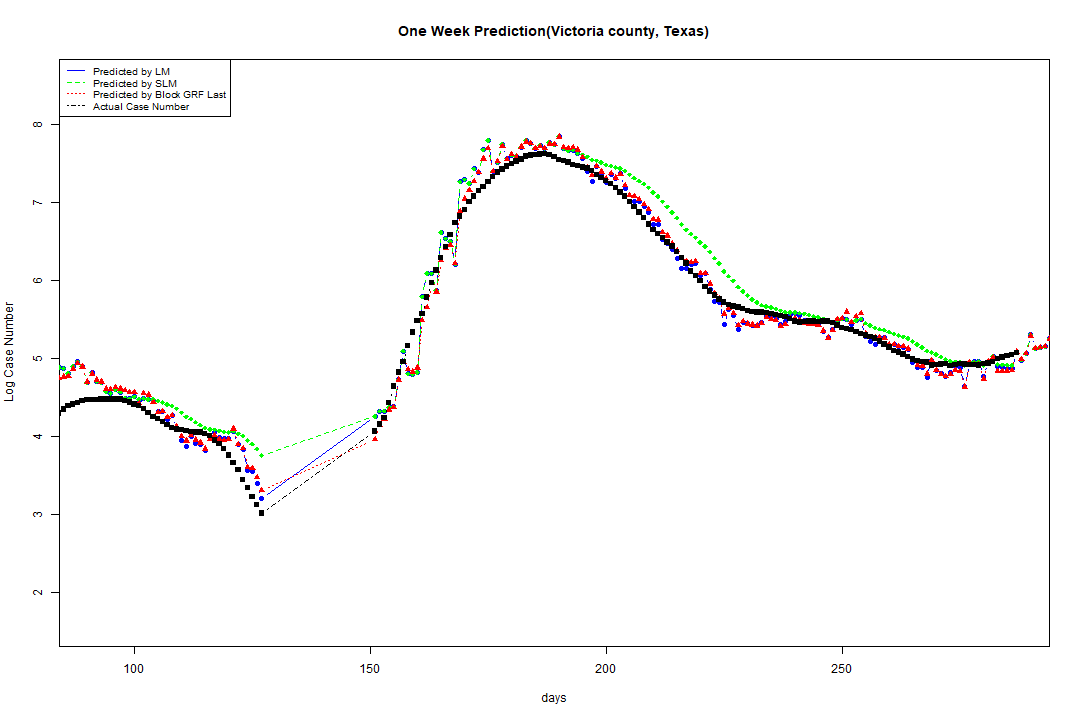 One Week Prediction(Victoria county, Texas)
Predicted by LM
Predicted by SLM
Predicted by Block GRF Last
Actual Case Number
8
7
6
5
4
3
2
Log Case Number
100
150
200
250
days